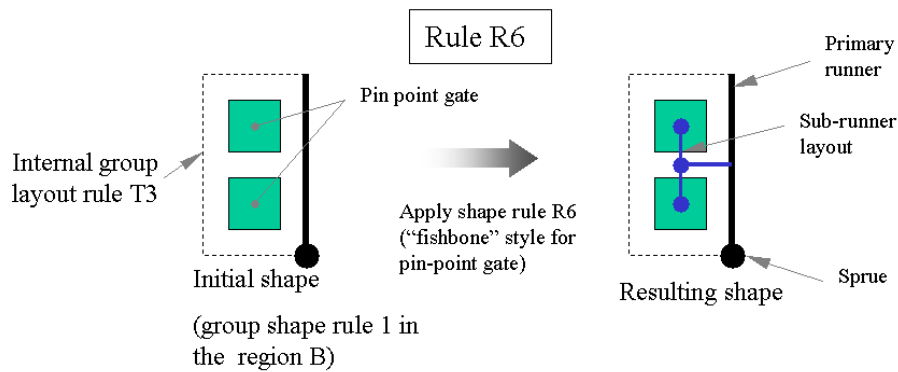 Rule R6
Primary
runner
Pin point gate
Sub-runner
layout
Internal group
layout rule T3
Apply shape rule R6
(“fishbone” style for
pin-point gate)
Initial shape
Resulting shape
Sprue
(group shape rule 1 in
the region B)